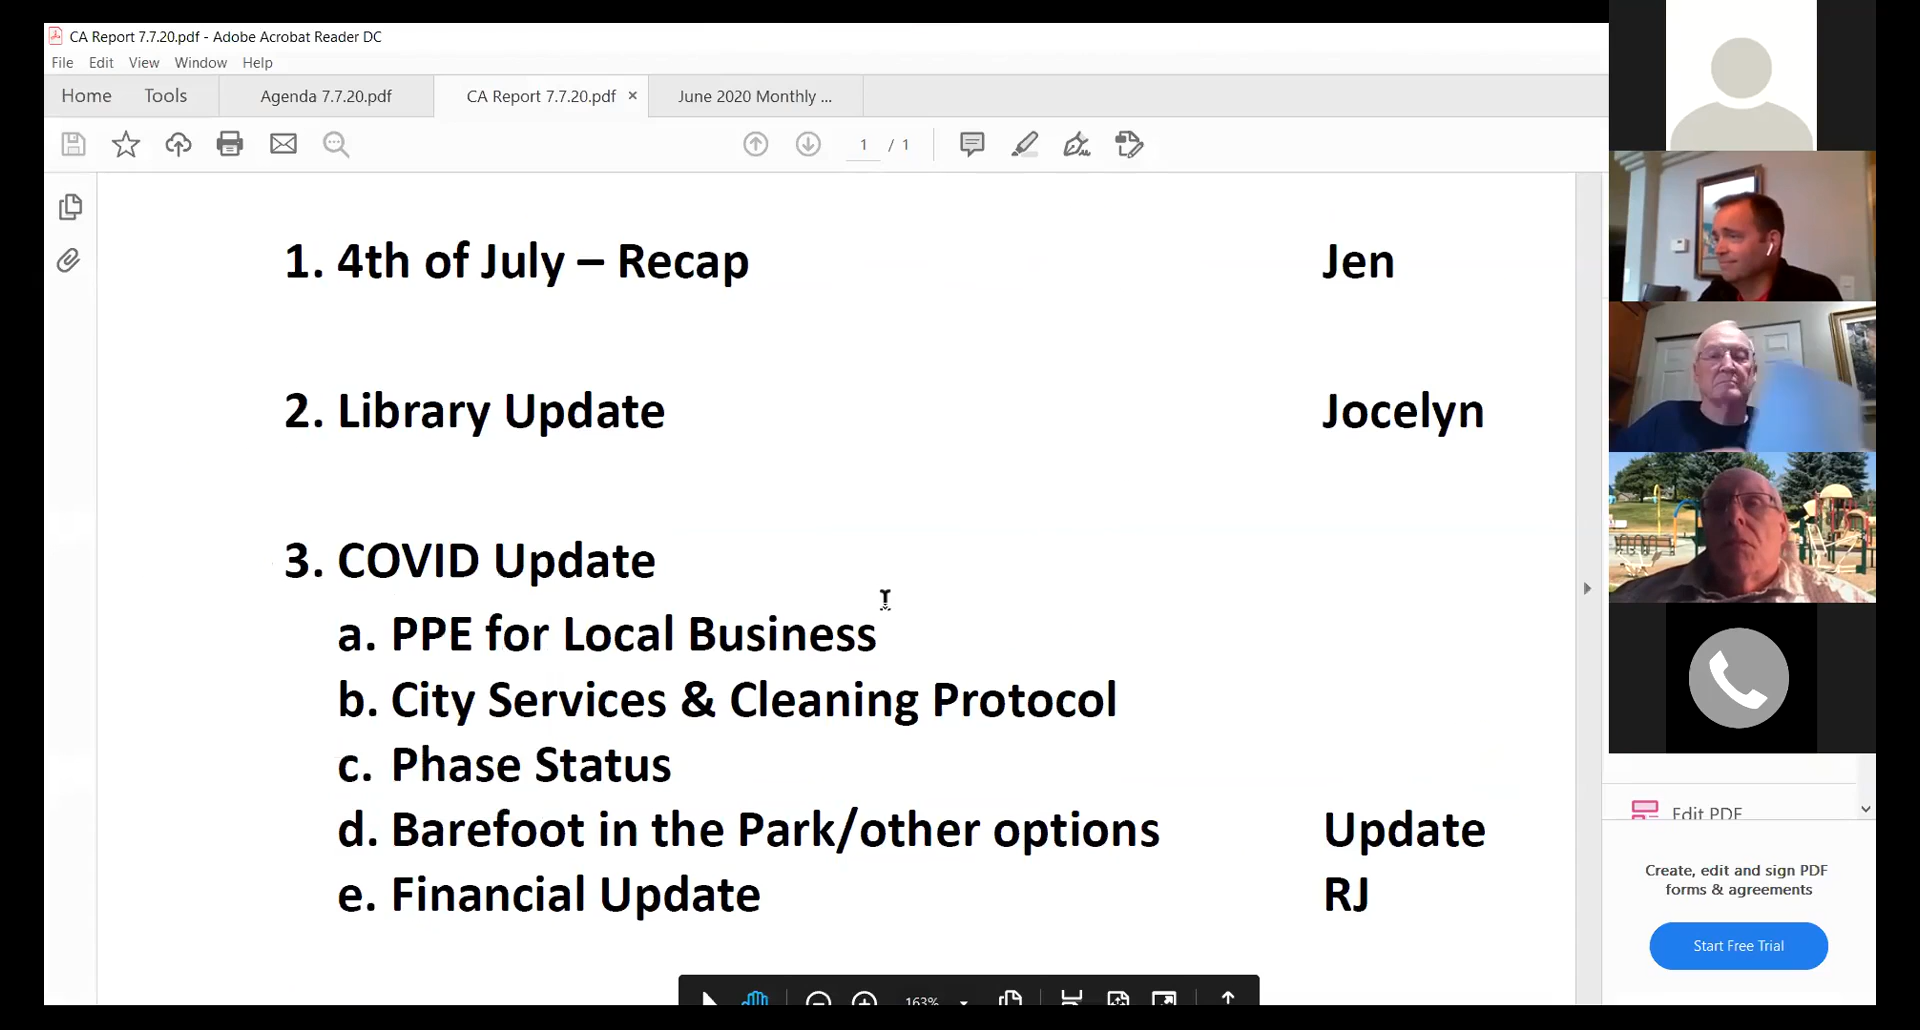 CA Report 7.7.20.pdf - Adobe Acrobat Reader DC
File Edit View Window Help
Home Tools Agenda 7.7.20.pdf CA Report 7.7.20.pdf × June 2020 Monthly ...
1 / 1
1. 4th of July – Recap Jen
2. Library Update Jocelyn
3. COVID Update
a. PPE for Local Business
b. City Services & Cleaning Protocol
c. Phase Status
d. Barefoot in the Park/other options Update
e. Financial Update RJ
Edit PDF
Create, edit and sign PDF
forms & agreements
Start Free Trial
163%